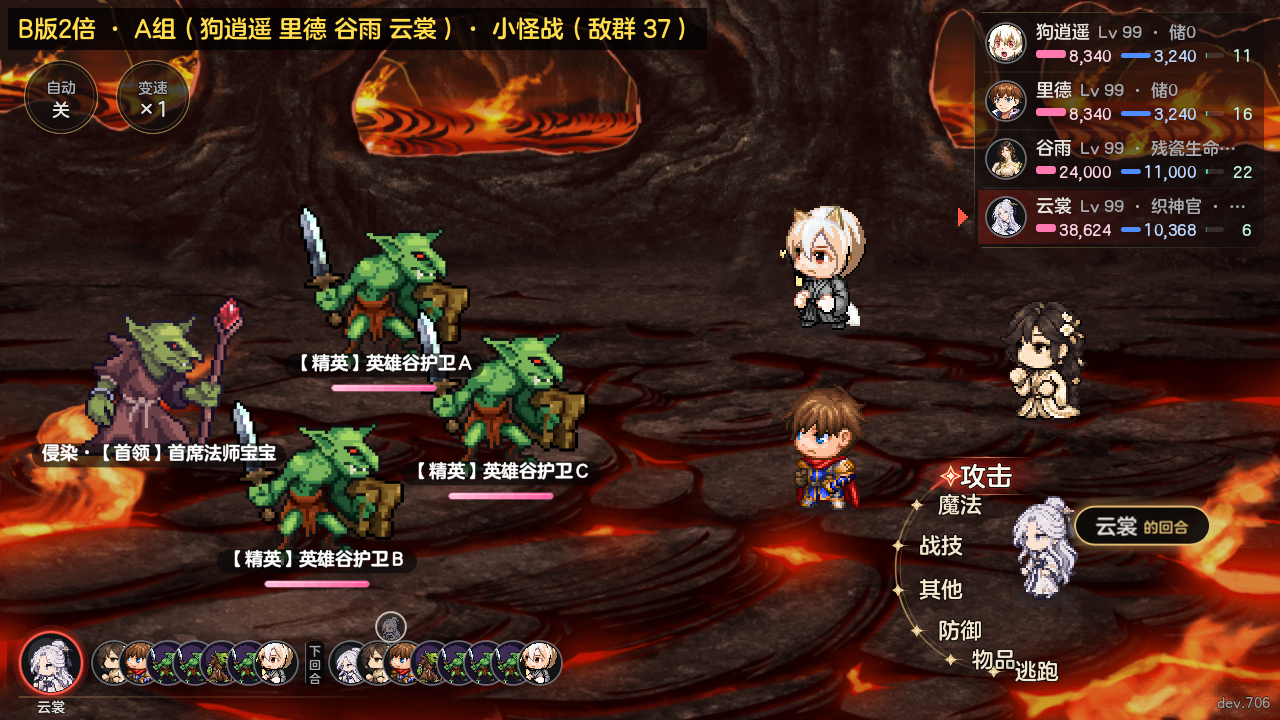 B版2倍 · A组（狗逍遥 里德 谷雨 云裳）· 小怪战（敌群 37）
自动
关
变速
×1
狗逍遥 Lv 99 · 储0
8,340 3,240 11
里德 Lv 99 · 储0
8,340 3,240 16
谷雨 Lv 99 · 残瓷生命…
24,000 11,000 22
云裳 Lv 99 · 织神官 · …
38,624 10,368 6
【精英】英雄谷护卫A
侵染·【首领】首席法师宝宝
【精英】英雄谷护卫C
【精英】英雄谷护卫B
攻击
魔法
战技
其他
防御
物品
逃跑
云裳 的回合
下回合
云裳
dev.706